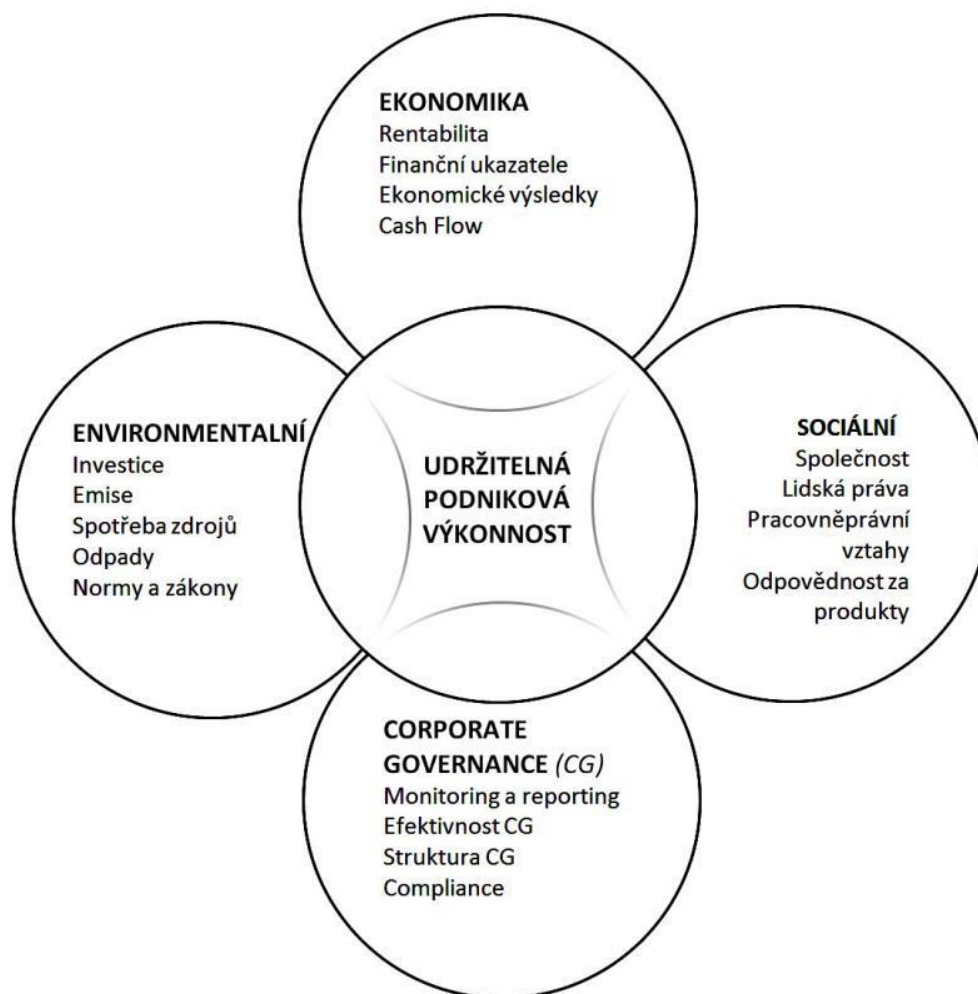 EKONOMIKA
Rentabilita
Finanční ukazatele
Ekonomické výsledky
Cash Flow
ENVIRONMENTALNÍ
Investice
Emise
Spotřeba zdrojů
Odpady
Normy a zákony
UDRŽITELNÁ
PODNIKOVÁ
VÝKONNOST
SOCIÁLNÍ
Společnost
Lidská práva
Pracovněprávní
vztahy
Odpovědnost za
produkty
CORPORATE
GOVERNANCE (CG)
Monitoring a reporting
Efektivnost CG
Struktura CG
Compliance